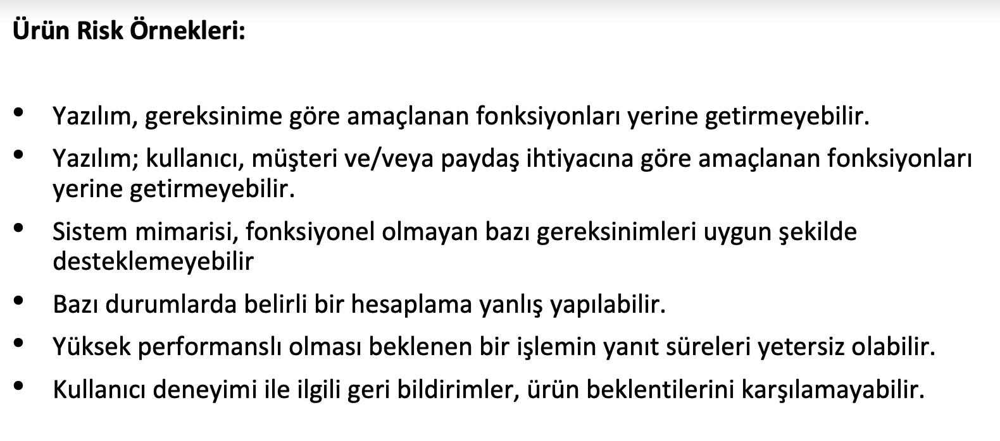 Ürün Risk Örnekleri:
• Yazılım, gereksinime göre amaçlanan fonksiyonları yerine getirmeyebilir.
• Yazılım; kullanıcı, müşteri ve/veya paydaş ihtiyacına göre amaçlanan fonksiyonları
yerine getirmeyebilir.
• Sistem mimarisi, fonksiyonel olmayan bazı gereksinimleri uygun şekilde
desteklemeyebilir
• Bazı durumlarda belirli bir hesaplama yanlış yapılabilir.
• Yüksek performanslı olması beklenen bir işlemin yanıt süreleri yetersiz olabilir.
• Kullanıcı deneyimi ile ilgili geri bildirimler, ürün beklentilerini karşılamayabilir.